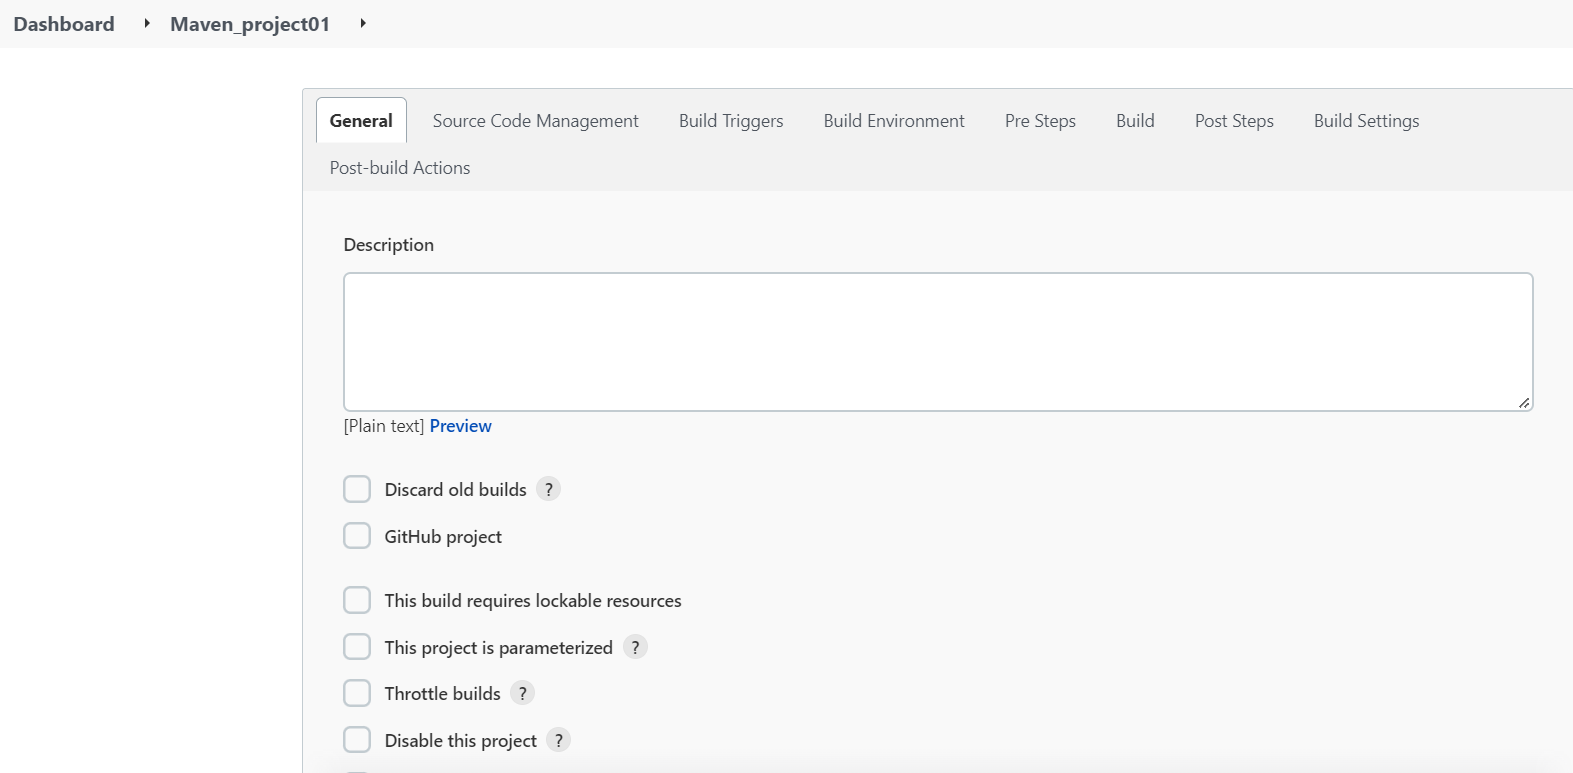 Dashboard Maven_project01
General Source Code Management Build Triggers Build Environment Pre Steps Build Post Steps Build Settings
Post-build Actions
Description
[Plain text] Preview
Discard old builds ?
GitHub project
This build requires lockable resources
This project is parameterized ?
Throttle builds ?
Disable this project ?